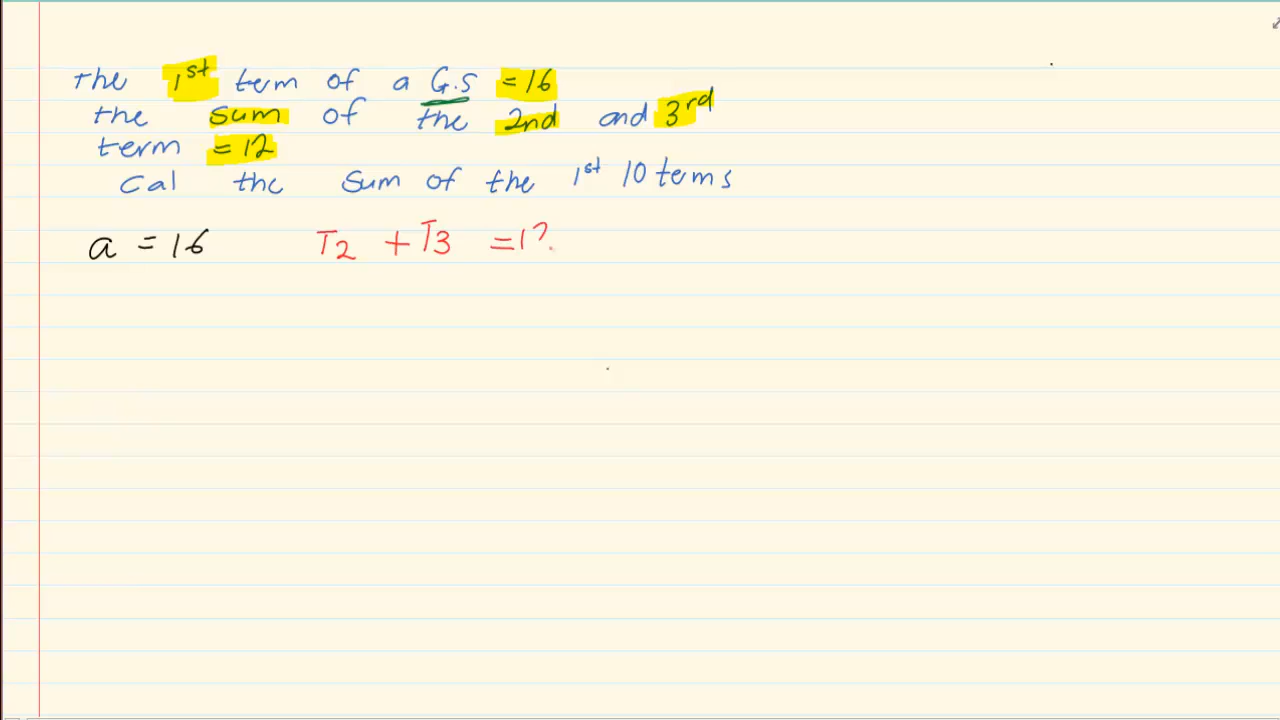 The 1st term of a G.S = 16
the sum of the 2nd and 3rd
term = 12
Cal the sum of the 1st 10 terms
a = 16 T2 + T3 = 12